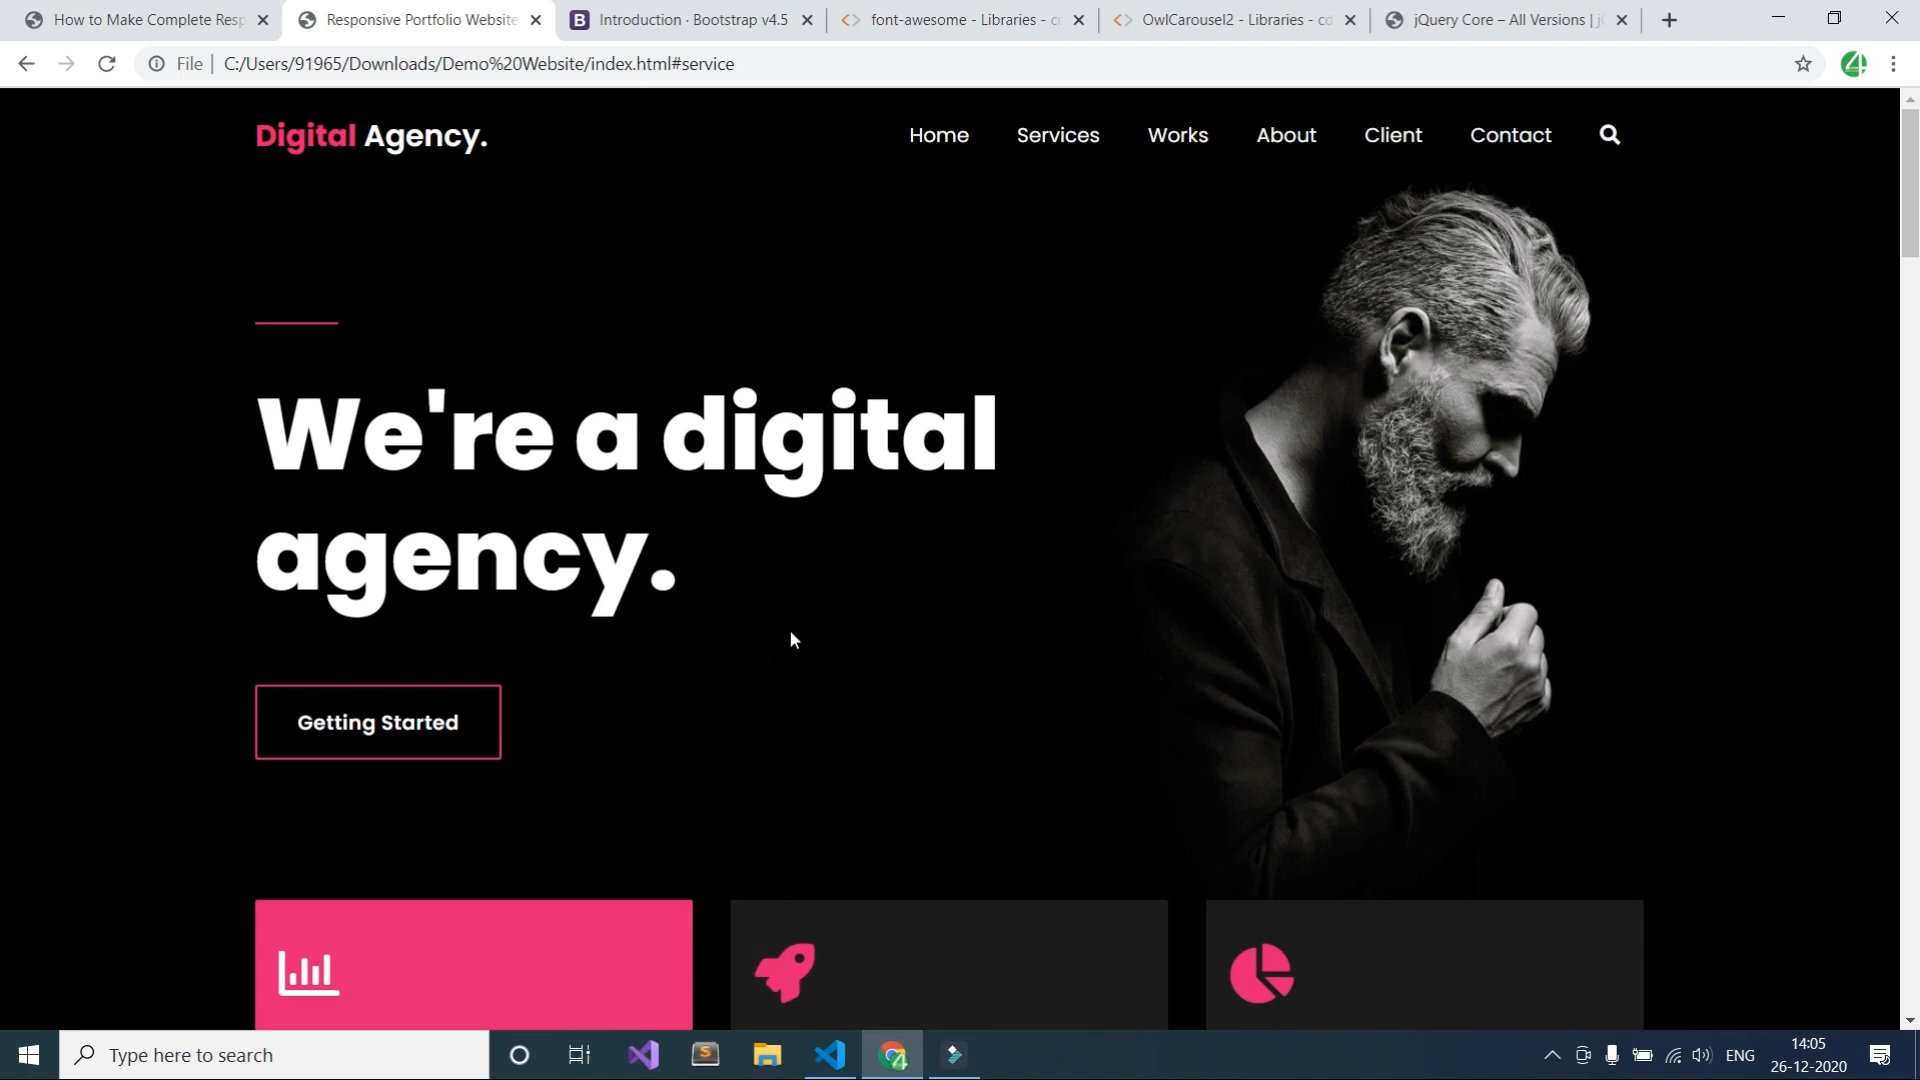 How to Make Complete Resp
Responsive Portfolio Website
B Introduction · Bootstrap v4.5
font-awesome - Libraries - c
OwlCarousel2 - Libraries - cd
jQuery Core – All Versions |
File | C:/Users/91965/Downloads/Demo%20Website/index.html#service
Digital Agency.
Home Services Works About Client Contact
We're a digital
agency.
Getting Started
Type here to search
ENG
14:05
26-12-2020